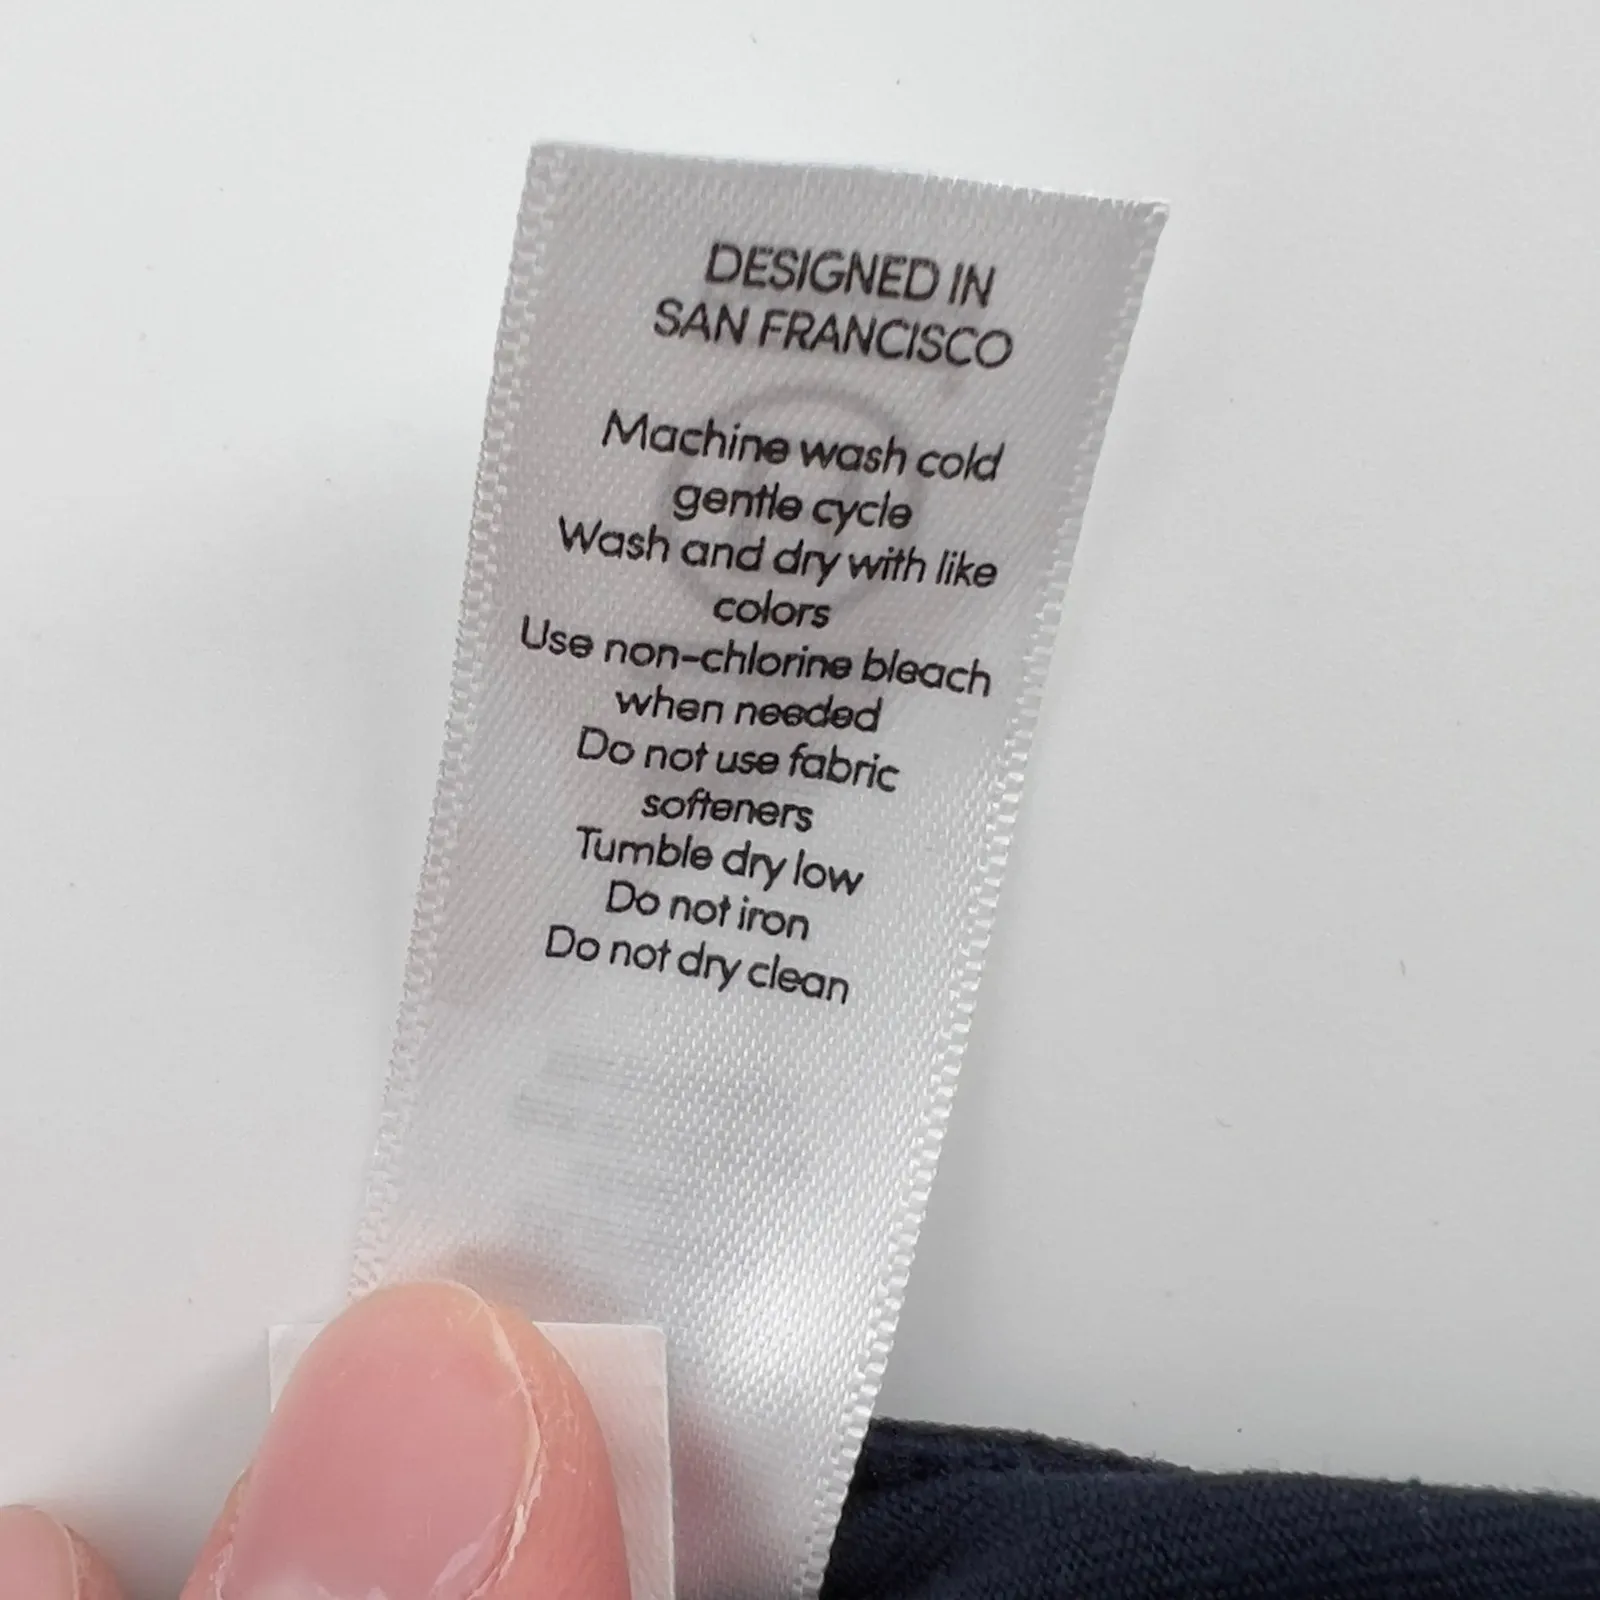 DESIGNED IN
SAN FRANCISCO
Machine wash cold
gentle cycle
Wash and dry with like
colors
Use non-chlorine bleach
when needed
Do not use fabric
softeners
Tumble dry low
Do not iron
Do not dry clean